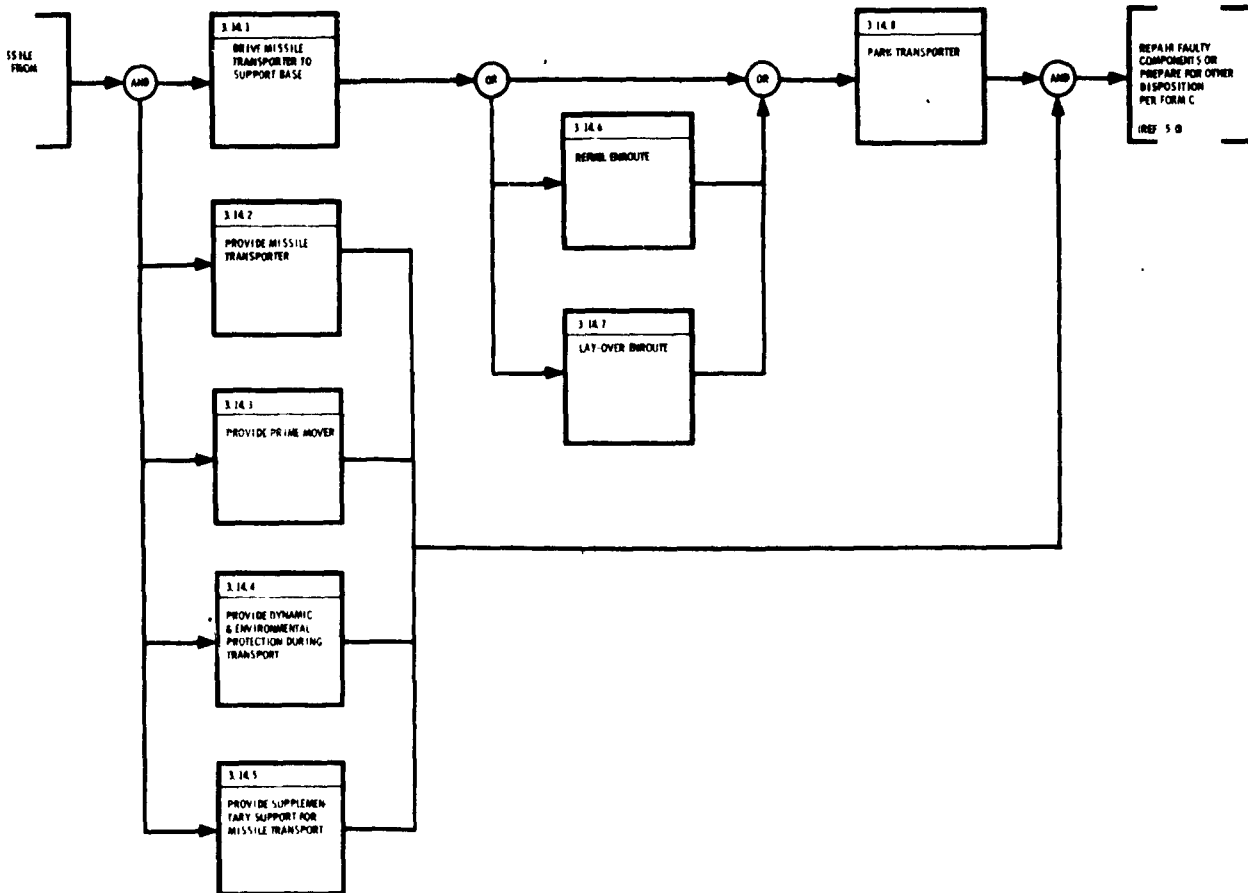 SSILE
FROM
AND
3.14.1
DRIVE MISSILE
TRANSPORTER TO
SUPPORT BASE
OR
OR
3.14.8
PARK TRANSPORTER
AND
REPAIR FAULTY
COMPONENTS OR
PREPARE FOR OTHER
DISPOSITION
PER FORM C
(REF 5.0)
3.14.6
REFUEL ENROUTE
3.14.2
PROVIDE MISSILE
TRANSPORTER
3.14.7
LAY-OVER ENROUTE
3.14.3
PROVIDE PRIME MOVER
3.14.4
PROVIDE DYNAMIC
& ENVIRONMENTAL
PROTECTION DURING
TRANSPORT
3.14.5
PROVIDE SUPPLEMEN-
TARY SUPPORT FOR
MISSILE TRANSPORT